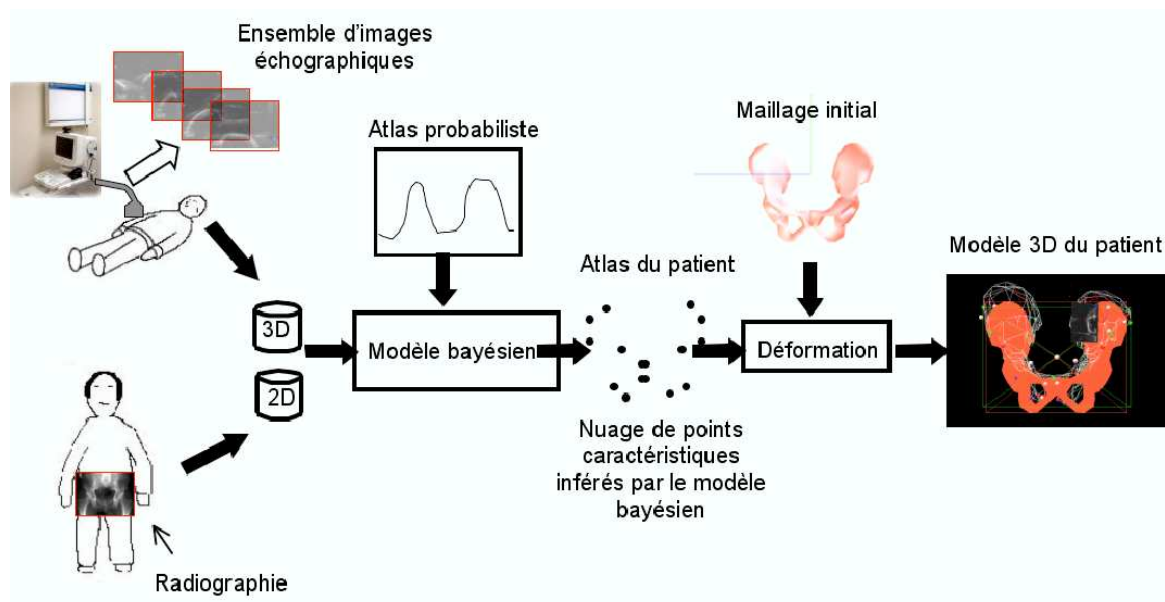 Ensemble d'images
échographiques
Atlas probabiliste
Maillage initial
Modèle 3D du patient
Atlas du patient
3D
Modèle bayésien
Déformation
2D
Nuage de points
caractéristiques
inférés par le modèle
bayésien
Radiographie